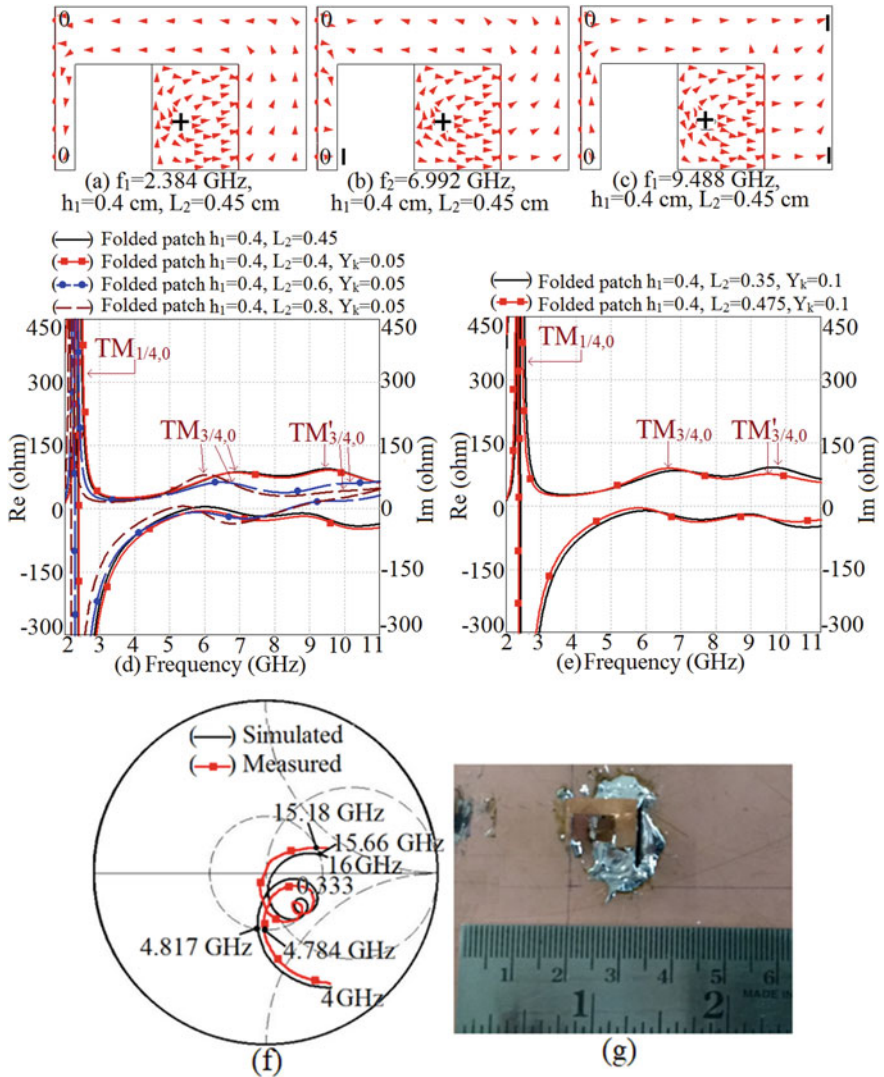 0
0
0
0
0
0
(a) f1=2.384 GHz,
h1=0.4 cm, L2=0.45 cm
(b) f2=6.992 GHz,
h1=0.4 cm, L2=0.45 cm
(c) f1=9.488 GHz,
h1=0.4 cm, L2=0.45 cm
(—) Folded patch h1=0.4, L2=0.45
(—) Folded patch h1=0.4, L2=0.4, Yk=0.05
(—) Folded patch h1=0.4, L2=0.6, Yk=0.05
(— —) Folded patch h1=0.4, L2=0.8, Yk=0.05
450
300
150
0
-150
-300
Re (ohm)
TM1/4,0
TM3/4,0
TM'3/4,0
450
300
150
0
-150
-300
Im (ohm)
2 3 4 5 6 7 8 9 10 11
(d) Frequency (GHz)
(—) Folded patch h1=0.4, L2=0.35, Yk=0.1
(—) Folded patch h1=0.4, L2=0.475, Yk=0.1
450
300
150
0
-150
-300
Re (ohm)
TM1/4,0
TM3/4,0
TM'3/4,0
450
300
150
0
-150
-300
Im (ohm)
2 3 4 5 6 7 8 9 10 11
(e) Frequency (GHz)
(—) Simulated
(—) Measured
15.18 GHz
15.66 GHz
16GHz
0.333
4.817 GHz
4.784 GHz
4GHz
(f)
1 2 3 4 5 6
1 2
MADE IN
(g)